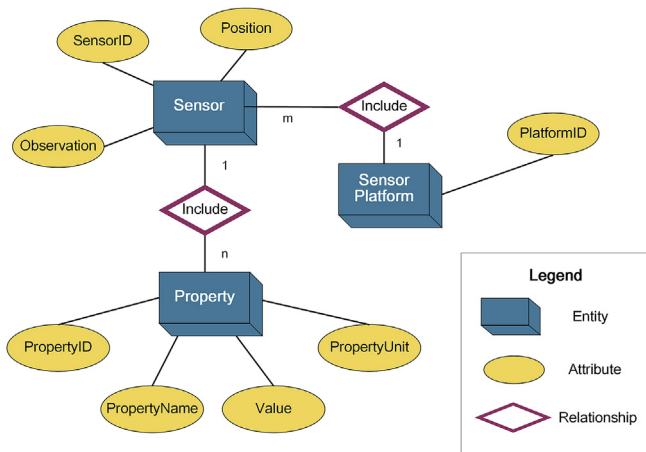 Position
SensorID
Sensor
Include
m
PlatformID
Observation
1
1
Sensor
Platform
Include
n
Legend
Property
Entity
PropertyID
PropertyUnit
Attribute
PropertyName
Value
Relationship